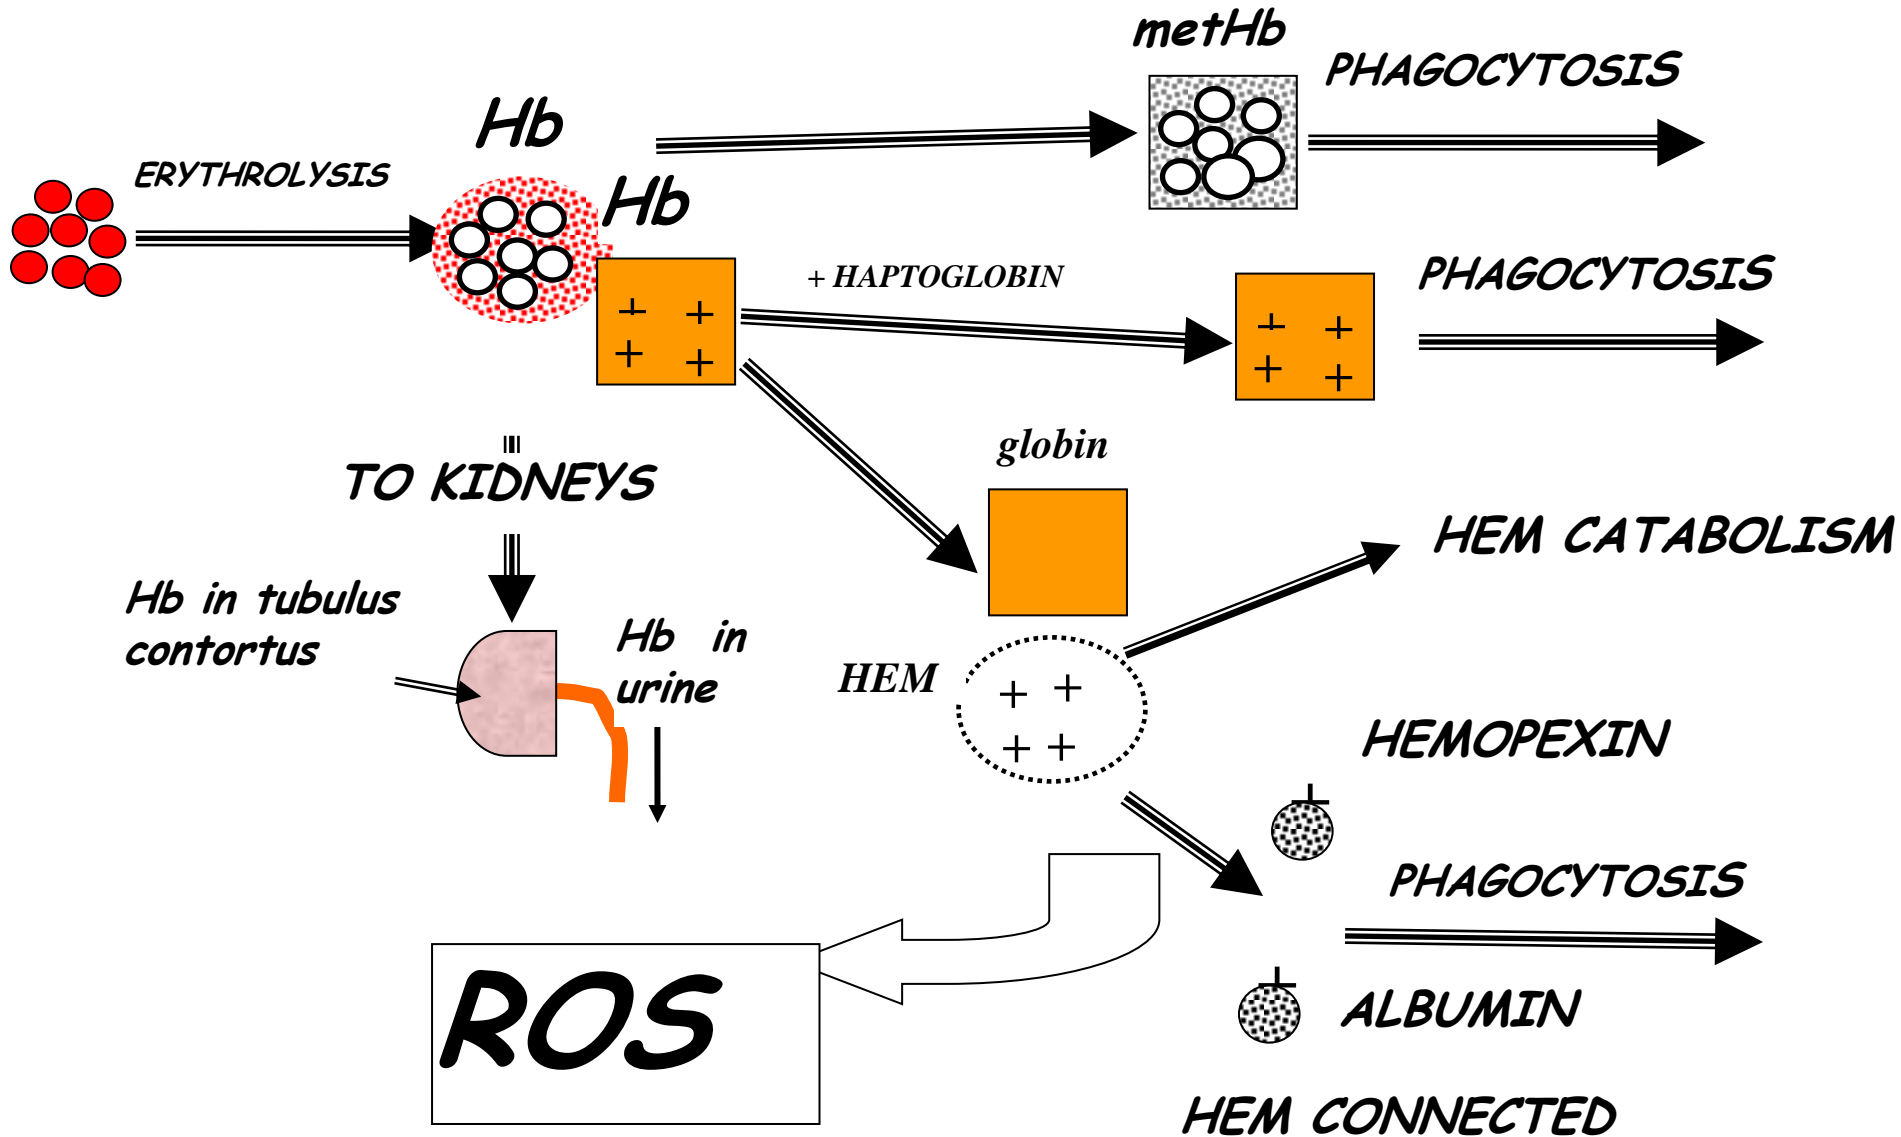 metHb
PHAGOCYTOSIS
Hb
ERYTHROLYSIS
Hb
+ HAPTOGLOBIN
PHAGOCYTOSIS
globin
TO KIDNEYS
HEM CATABOLISM
Hb in tubulus
contortus
Hb in
urine
HEM
HEMOPEXIN
PHAGOCYTOSIS
ROS
ALBUMIN
HEM CONNECTED